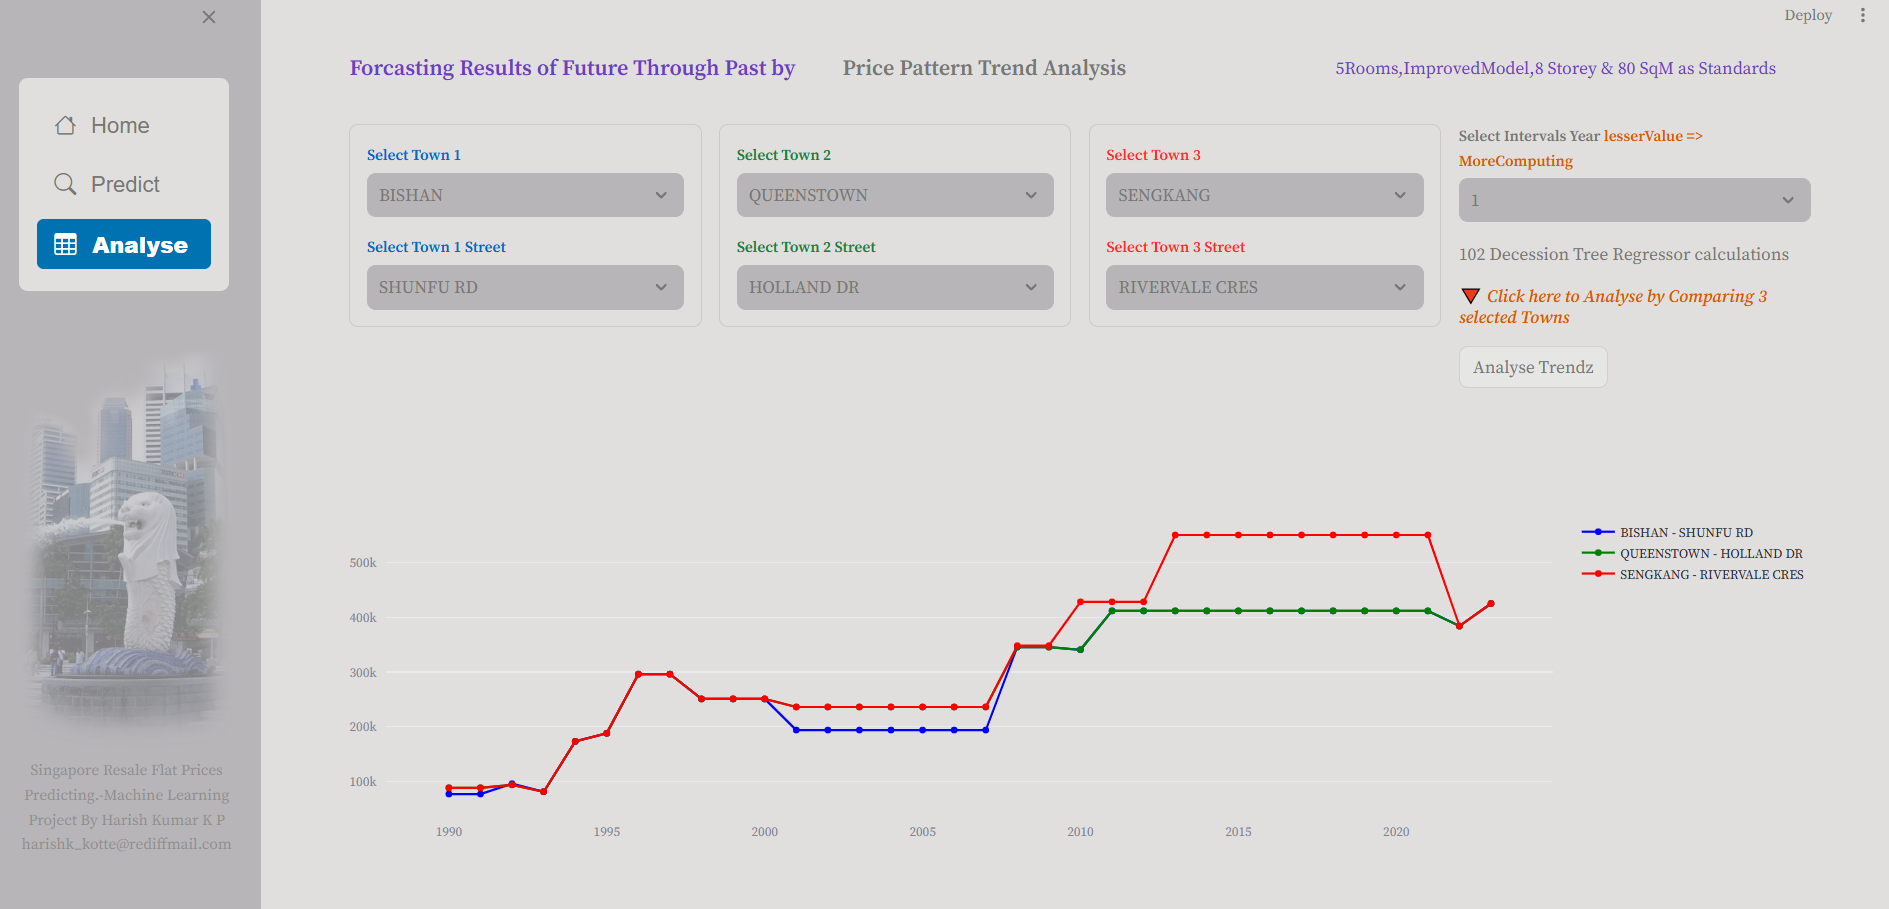 Deploy
Forcasting Results of Future Through Past by
Price Pattern Trend Analysis
5Rooms,ImprovedModel,8 Storey & 80 SqM as Standards
Home
Predict
Analyse
Select Town 1
BISHAN
Select Town 1 Street
SHUNFU RD
Select Town 2
QUEENSTOWN
Select Town 2 Street
HOLLAND DR
Select Town 3
SENGKANG
Select Town 3 Street
RIVERVALE CRES
Select Intervals Year lesserValue =>
MoreComputing
1
102 Decession Tree Regressor calculations
Click here to Analyse by Comparing 3
selected Towns
Analyse Trendz
500k
400k
300k
200k
100k
1990
1995
2000
2005
2010
2015
2020
BISHAN - SHUNFU RD
QUEENSTOWN - HOLLAND DR
SENGKANG - RIVERVALE CRES
Singapore Resale Flat Prices
Predicting.-Machine Learning
Project By Harish Kumar K P
harishk_kotte@rediffmail.com